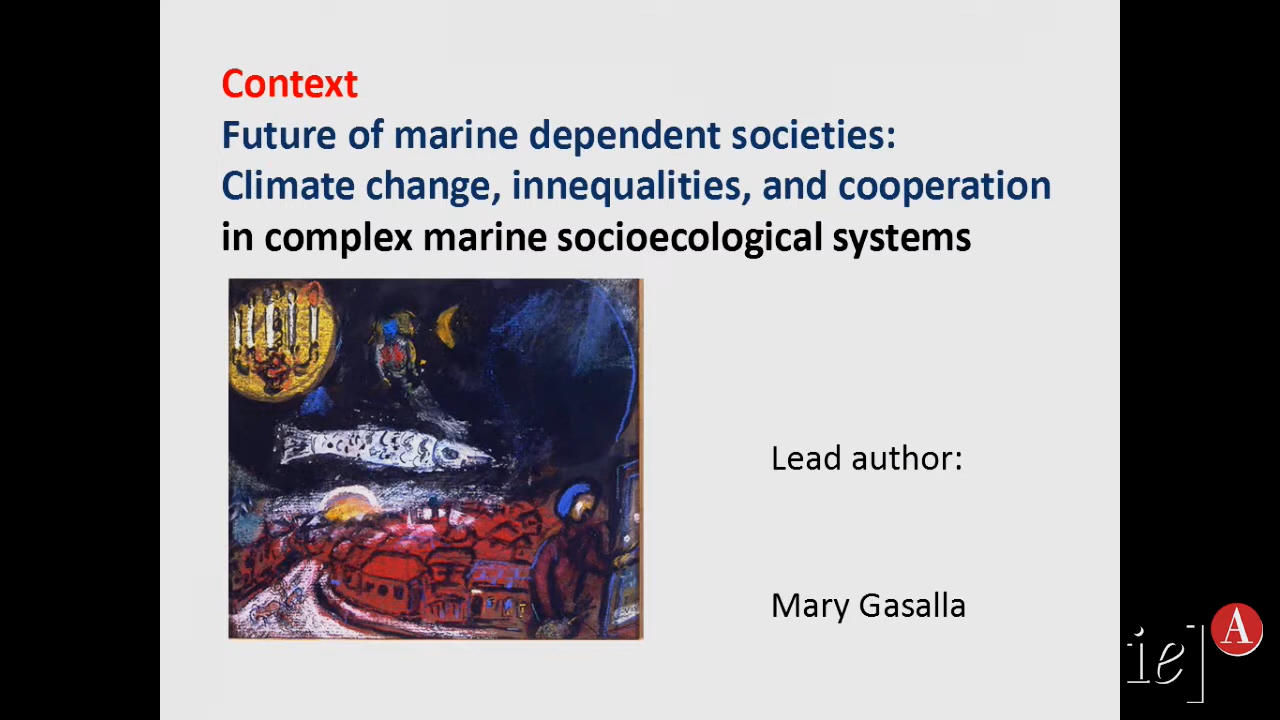 Context
Future of marine dependent societies:
Climate change, innequalities, and cooperation
in complex marine socioecological systems
Lead author:
Mary Gasalla
ie]
A